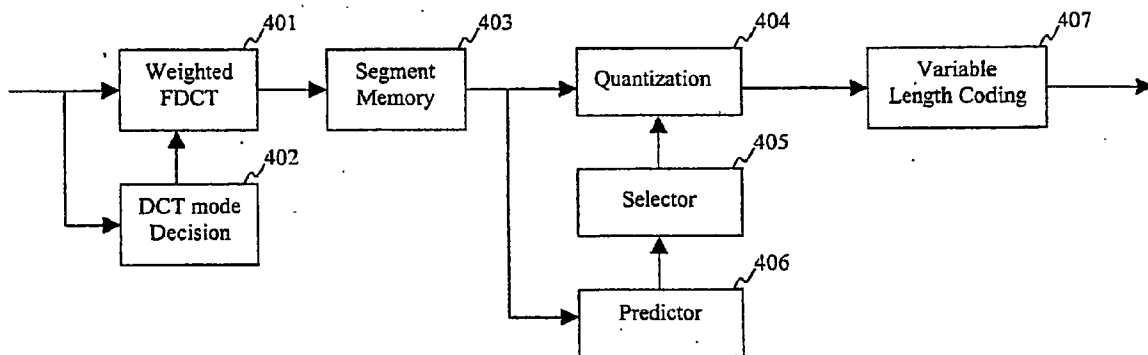 401
Weighted
FDCT
402
DCT mode
Decision
403
Segment
Memory
404
Quantization
405
Selector
406
Predictor
407
Variable
Length Coding